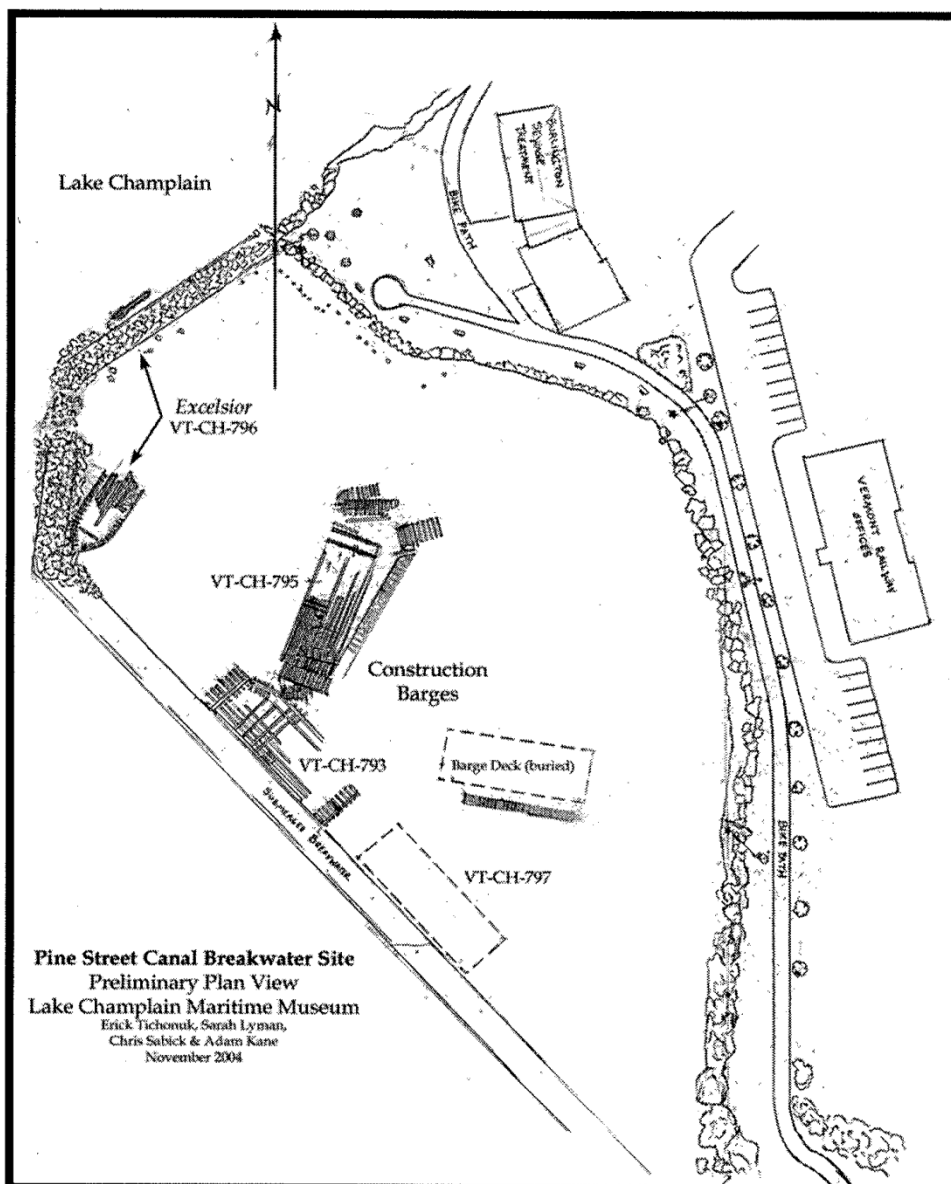 N
Lake Champlain
BURLINGTON
SEWAGE
TREATMENT
BIKE PATH
Excelsior
VT-CH-796
VERMONT RAILWAY
OFFICES
VT-CH-795
Construction
Barges
VT-CH-793
Barge Deck (buried)
SUBMERGED BREAKWATER
VT-CH-797
BIKE PATH
Pine Street Canal Breakwater Site
Preliminary Plan View
Lake Champlain Maritime Museum
Erick Tichonuk, Sarah Lyman,
Chris Sabick & Adam Kane
November 2004